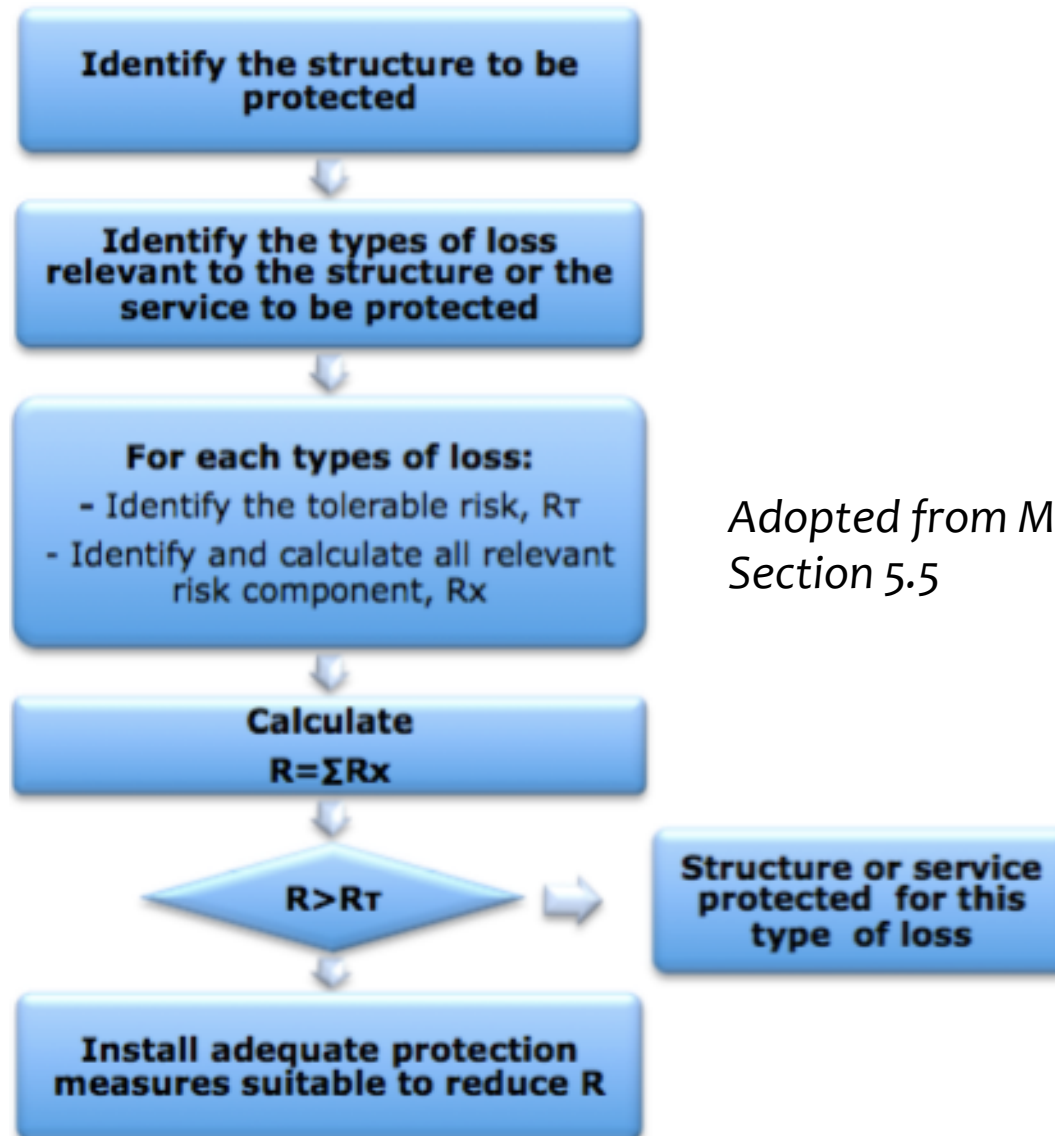 Identify the structure to be
protected
Identify the types of loss
relevant to the structure or the
service to be protected
For each types of loss:
- Identify the tolerable risk, RT
- Identify and calculate all relevant
risk component, Rx
Calculate
R=ΣRx
R>RT
Structure or service
protected for this
type of loss
Install adequate protection
measures suitable to reduce R
Adopted from M
Section 5.5